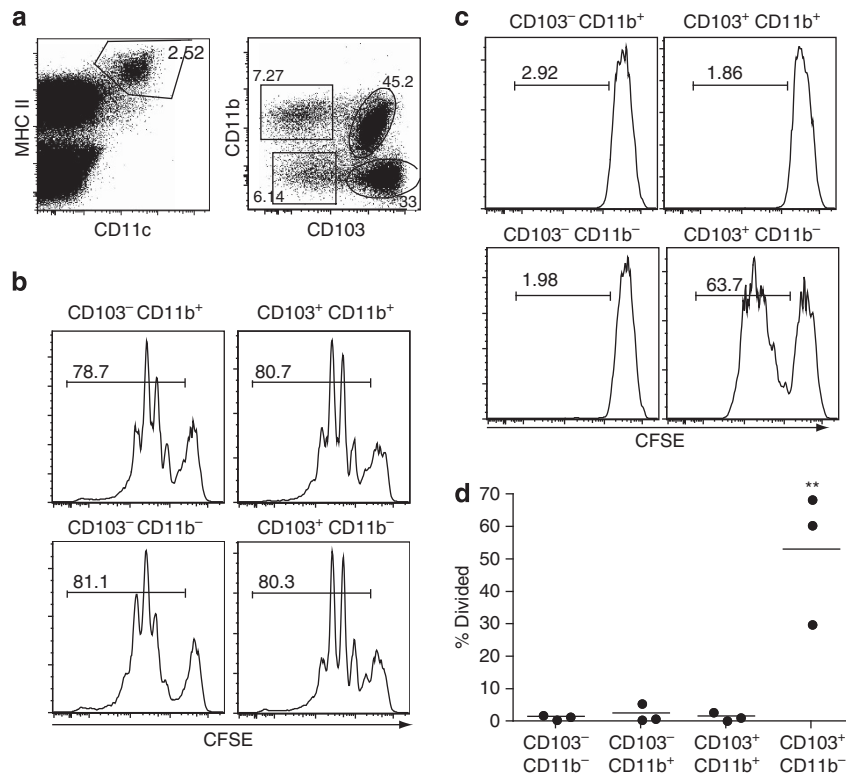 a
2.52
MHC II
CD11c
7.27
45.2
6.14
33
CD11b
CD103
b
CD103⁻ CD11b⁺
78.7
CD103⁺ CD11b⁺
80.7
CD103⁻ CD11b⁻
81.1
CD103⁺ CD11b⁻
80.3
CFSE
c
CD103⁻ CD11b⁺
2.92
CD103⁺ CD11b⁺
1.86
CD103⁻ CD11b⁻
1.98
CD103⁺ CD11b⁻
63.7
CFSE
d
% Divided
70
60
50
40
30
20
10
0
**
CD103⁻
CD11b⁻
CD103⁻
CD11b⁺
CD103⁺
CD11b⁺
CD103⁺
CD11b⁻